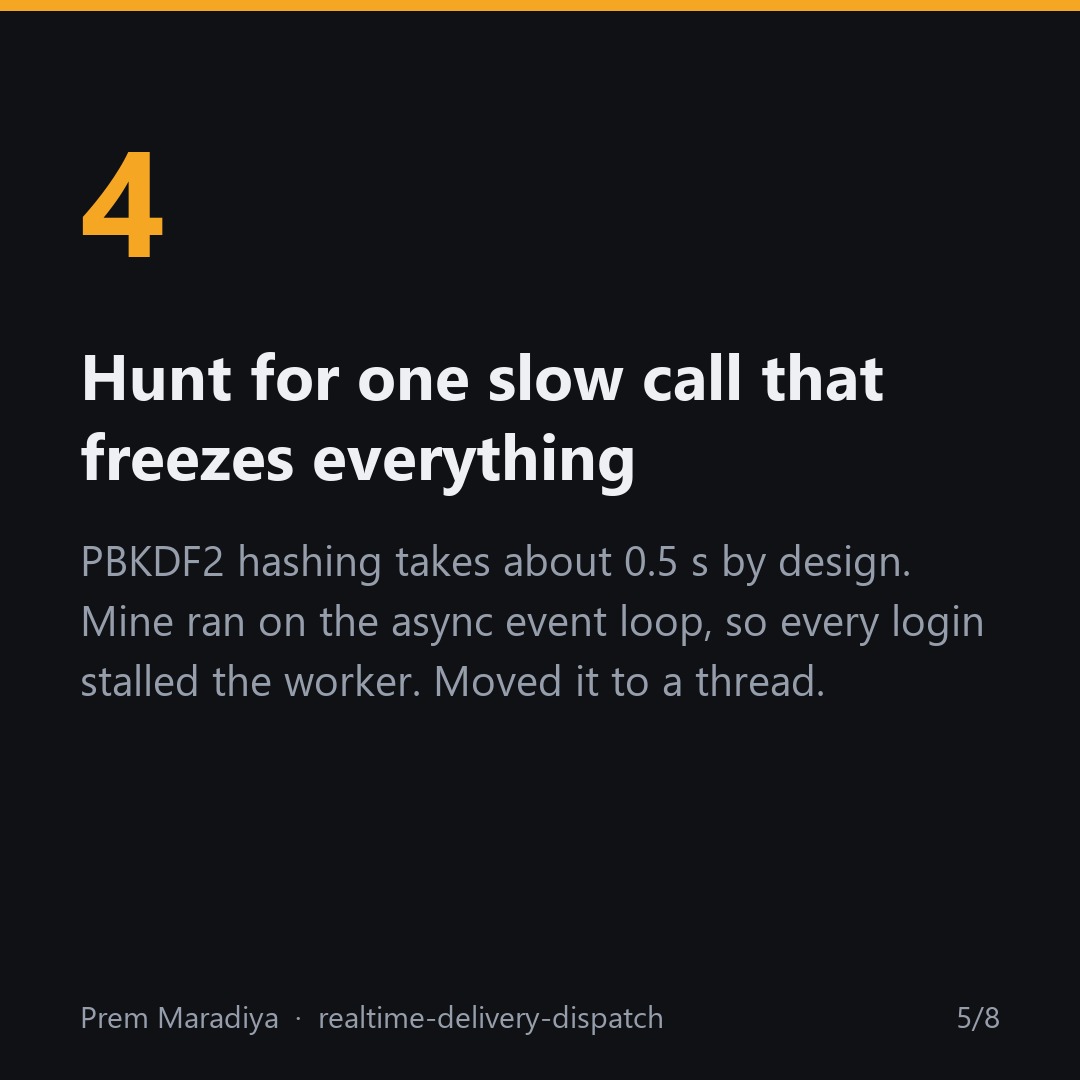 4
Hunt for one slow call that
freezes everything
PBKDF2 hashing takes about 0.5 s by design.
Mine ran on the async event loop, so every login
stalled the worker. Moved it to a thread.
Prem Maradiya · realtime-delivery-dispatch 5/8